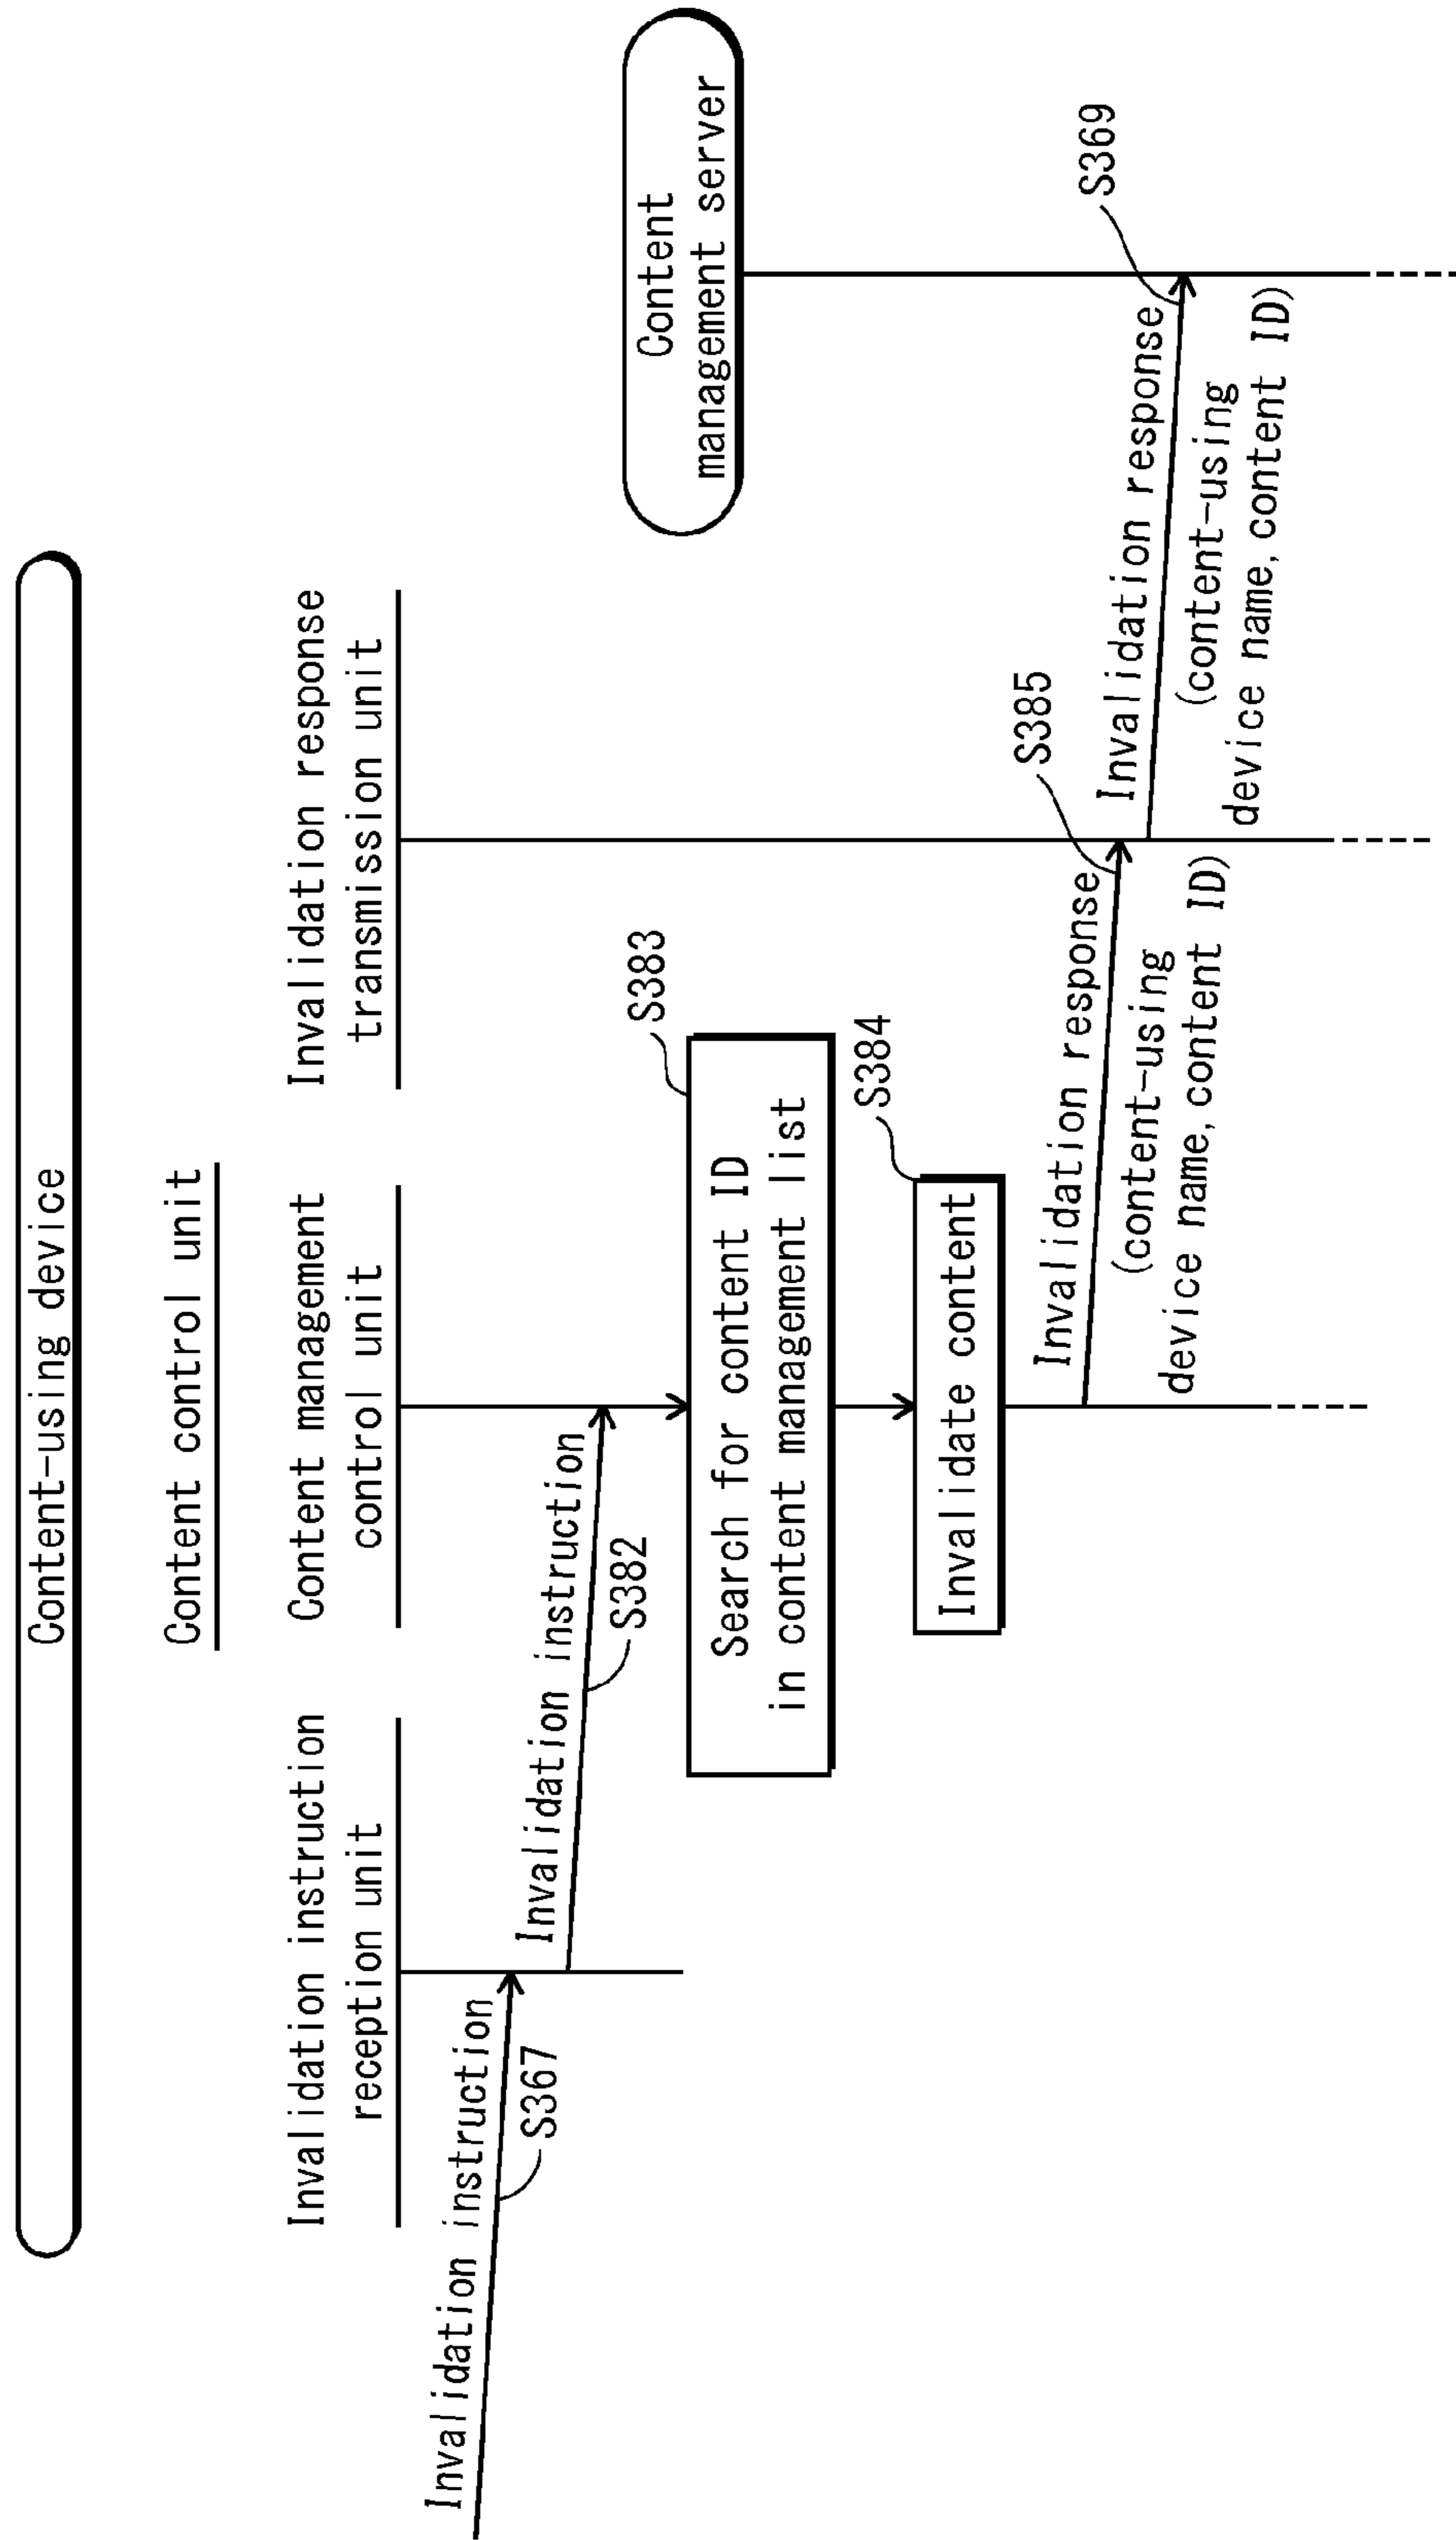 Content-using device
Content control unit
Invalidation instruction
reception unit
Content management
control unit
Invalidation response
transmission unit
Content
management server
Invalidation instruction
S367
Invalidation instruction
S382
Search for content ID
in content management list
S383
Invalidate content
S384
Invalidation response
(content-using
device name, content ID)
S385
Invalidation response
(content-using
device name, content ID)
S369